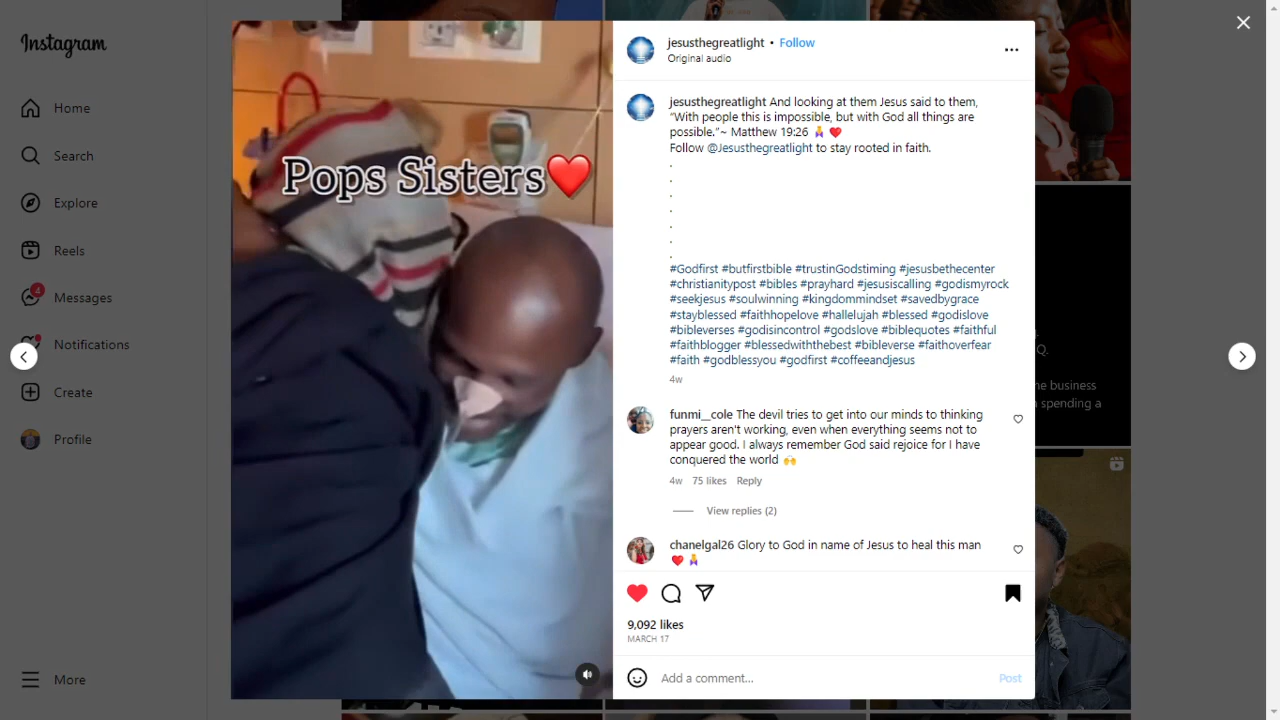 Instagram
Home
Search
Explore
Reels
4
Messages
Notifications
Create
Profile
More
Pops Sisters❤️
jesusthegreatlight • Follow
Original audio
jesusthegreatlight And looking at them Jesus said to them,
“With people this is impossible, but with God all things are
possible.”~ Matthew 19:26 🧎❤️
Follow @Jesusthegreatlight to stay rooted in faith.
.
.
.
.
.
.
.
#Godfirst #butfirstbible #trustinGodstiming #jesusbethecenter
#christianitypost #bibles #prayhard #jesusiscalling #godismyrock
#seekjesus #soulwinning #kingdommindset #savedbygrace
#stayblessed #faithhopelove #hallelujah #blessed #godislove
#bibleverses #godisincontrol #godslove #biblequotes #faithful
#faithblogger #blessedwiththebest #bibleverse #faithoverfear
#faith #godblessyou #godfirst #coffeeandjesus
4w
funmi__cole The devil tries to get into our minds to thinking
prayers aren't working, even when everything seems not to
appear good. I always remember God said rejoice for I have
conquered the world 🙌
4w 75 likes Reply
View replies (2)
chanelgal26 Glory to God in name of Jesus to heal this man
❤️🧎
9,092 likes
MARCH 17
Add a comment...
Post
Q.
he business
spending a